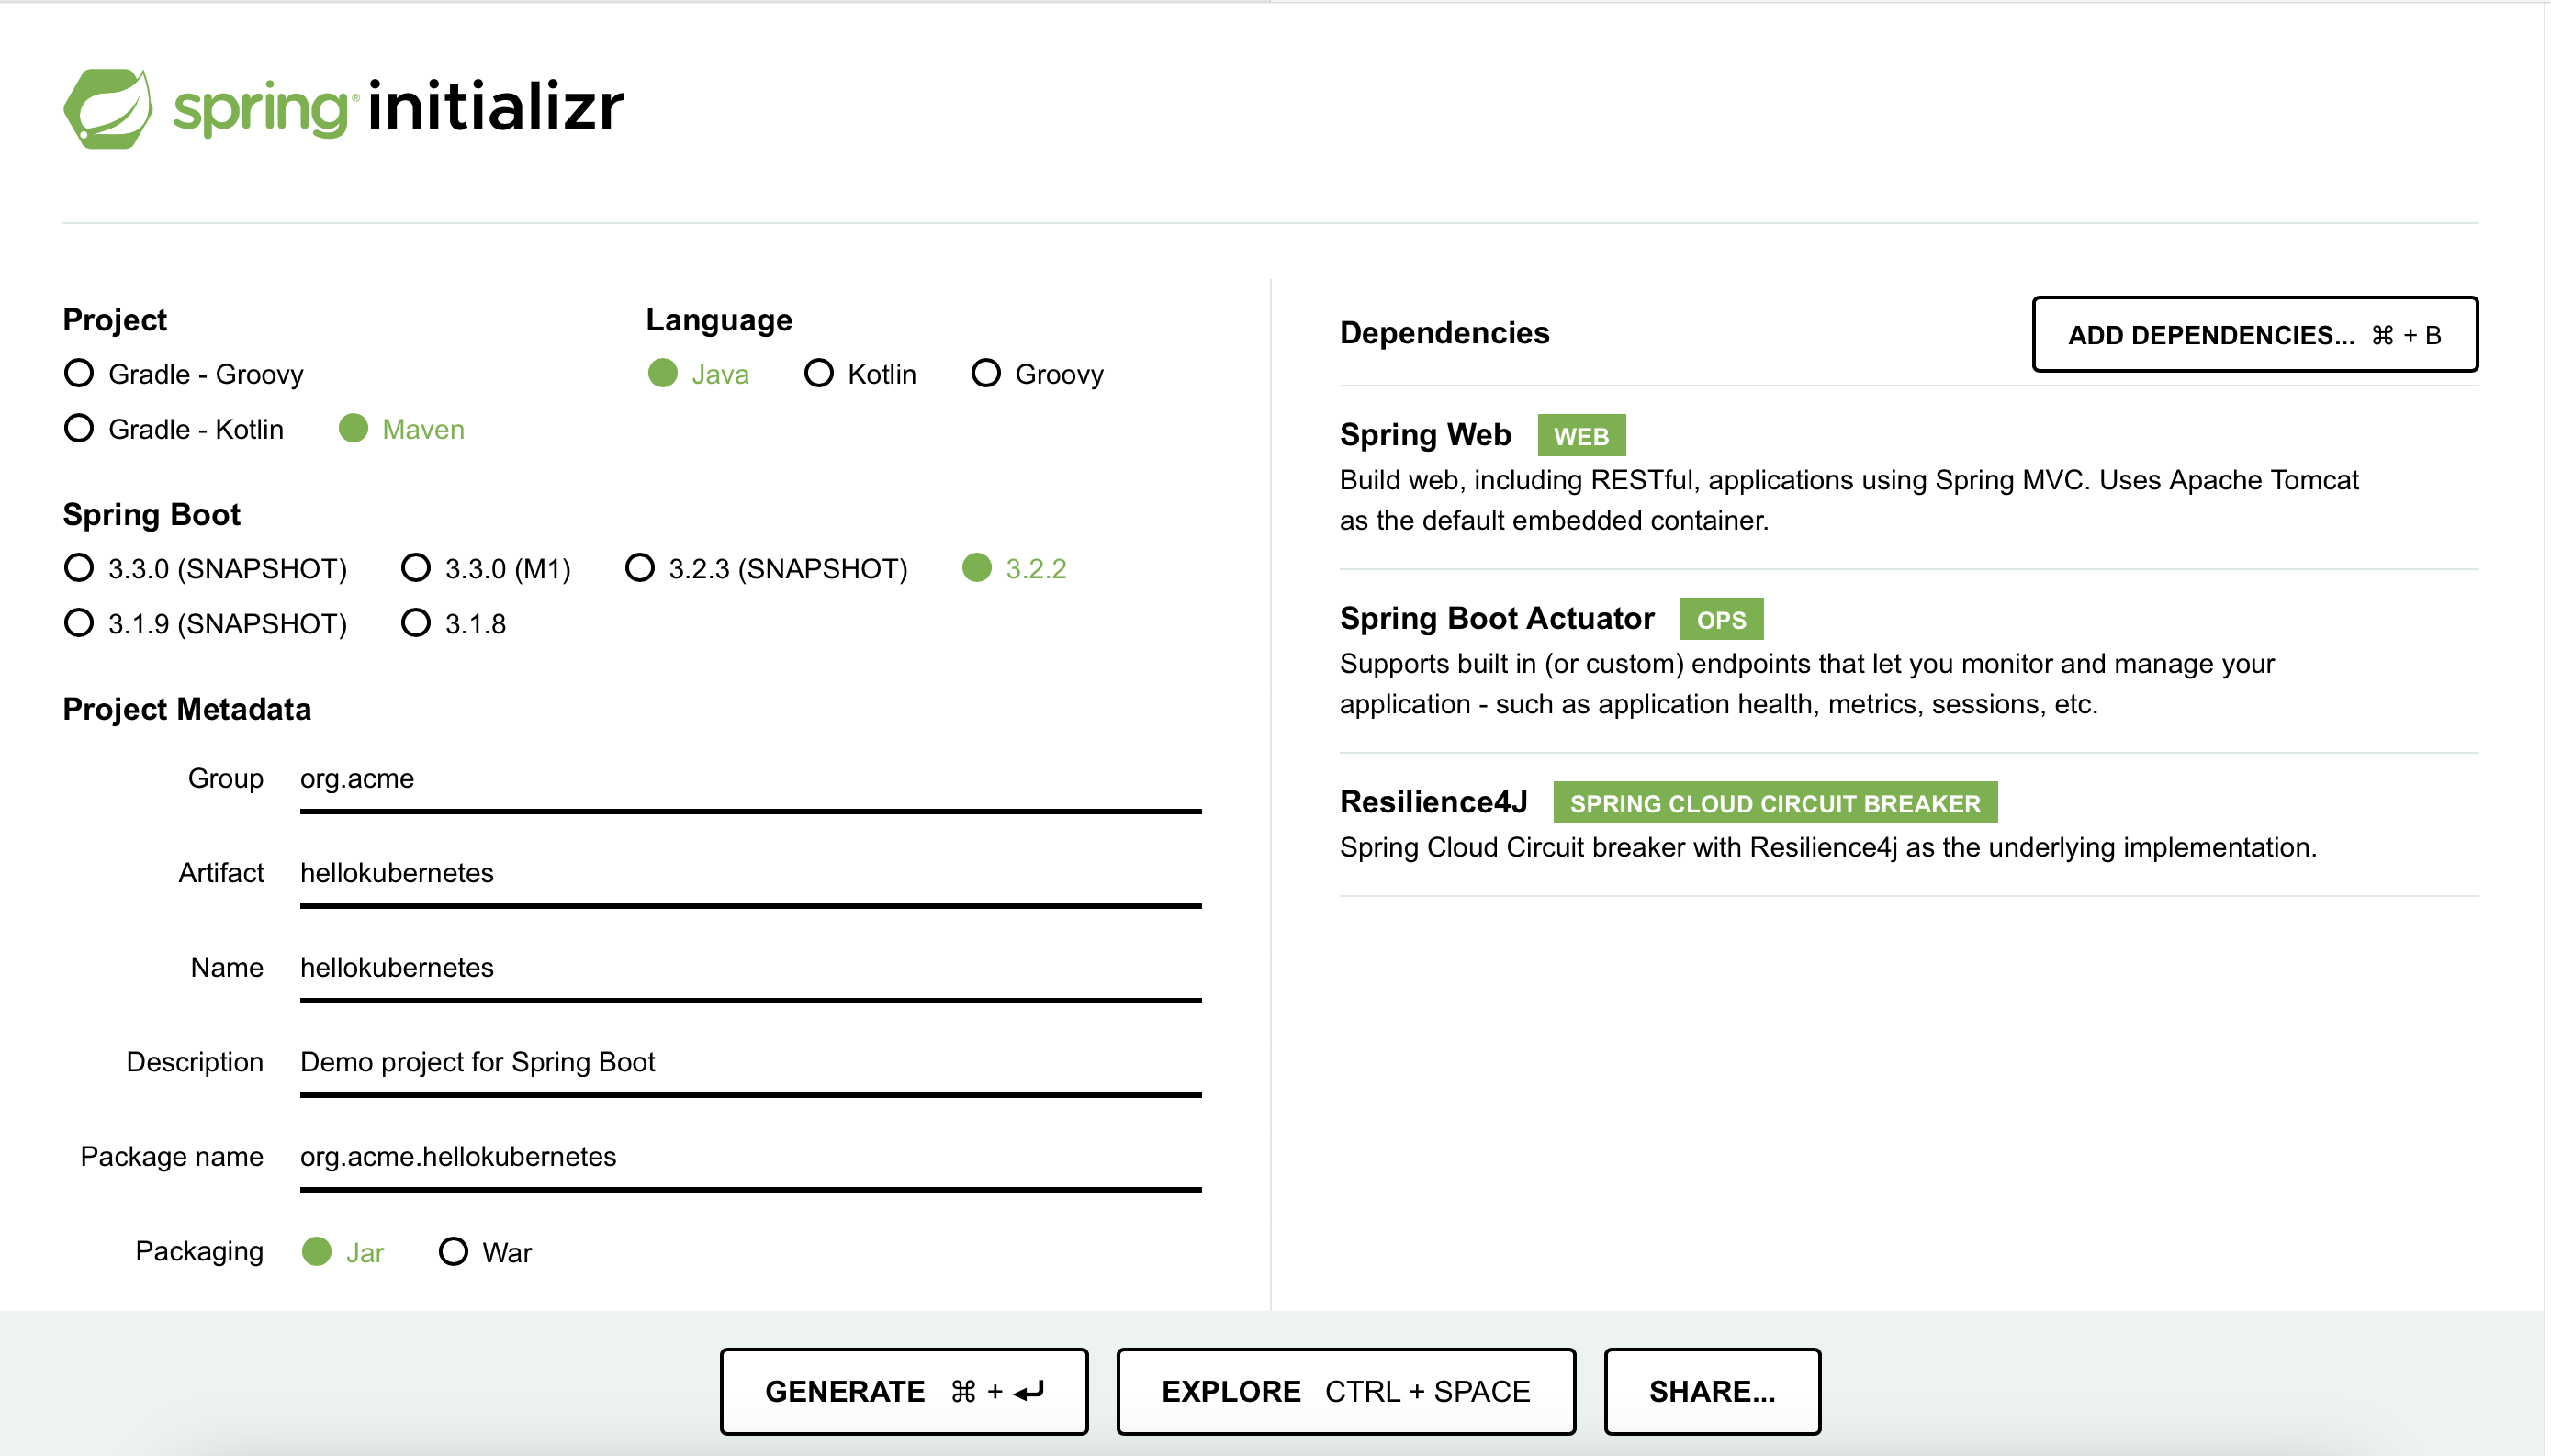 spring® initializr
Project
Gradle - Groovy
Gradle - Kotlin Maven
Language
Java Kotlin Groovy
Spring Boot
3.3.0 (SNAPSHOT) 3.3.0 (M1) 3.2.3 (SNAPSHOT) 3.2.2
3.1.9 (SNAPSHOT) 3.1.8
Project Metadata
Group org.acme
Artifact hellokubernetes
Name hellokubernetes
Description Demo project for Spring Boot
Package name org.acme.hellokubernetes
Packaging Jar War
Dependencies ADD DEPENDENCIES... ⌘ + B
Spring Web WEB
Build web, including RESTful, applications using Spring MVC. Uses Apache Tomcat
as the default embedded container.
Spring Boot Actuator OPS
Supports built in (or custom) endpoints that let you monitor and manage your
application - such as application health, metrics, sessions, etc.
Resilience4J SPRING CLOUD CIRCUIT BREAKER
Spring Cloud Circuit breaker with Resilience4j as the underlying implementation.
GENERATE ⌘ + ↵ EXPLORE CTRL + SPACE SHARE...